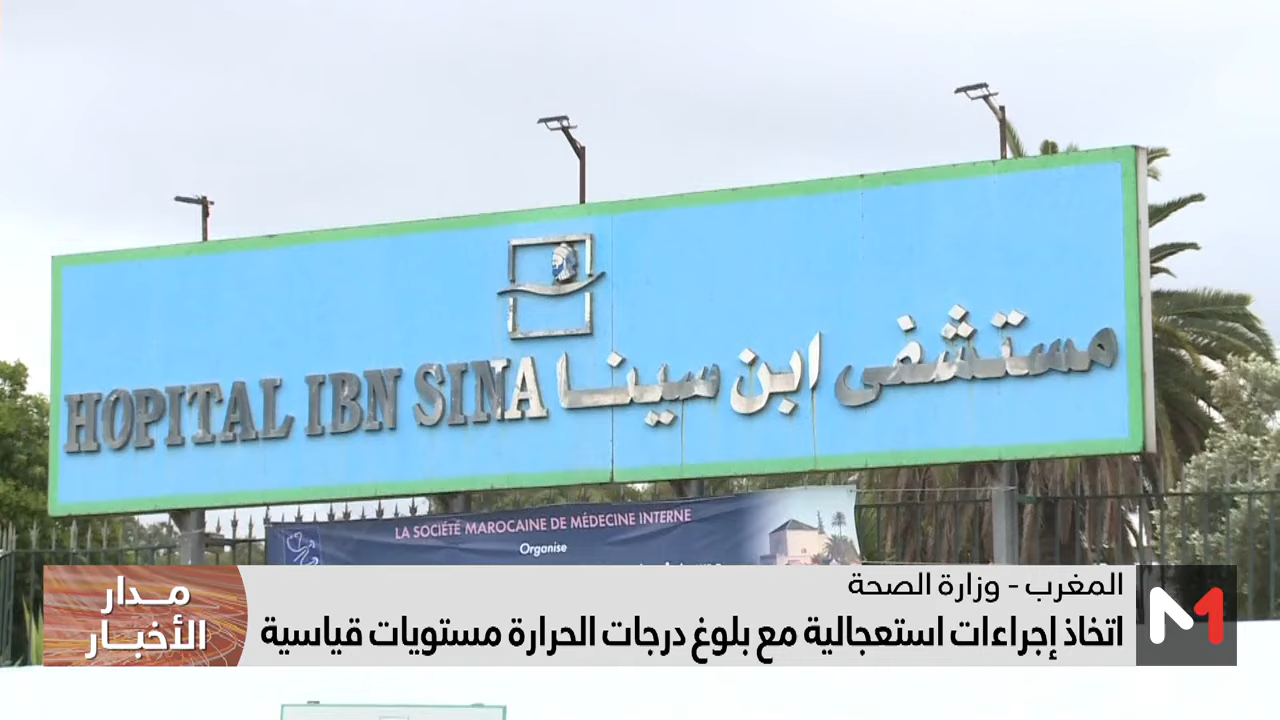 HOPITAL IBN SINA مستشفى ابن سينا
LA SOCIÉTÉ MAROCAINE DE MÉDECINE INTERNE
Organise
المغرب - وزارة الصحة
اتخاذ إجراءات استعجالية مع بلوغ درجات الحرارة مستويات قياسية
مدار
الأخبار
M1